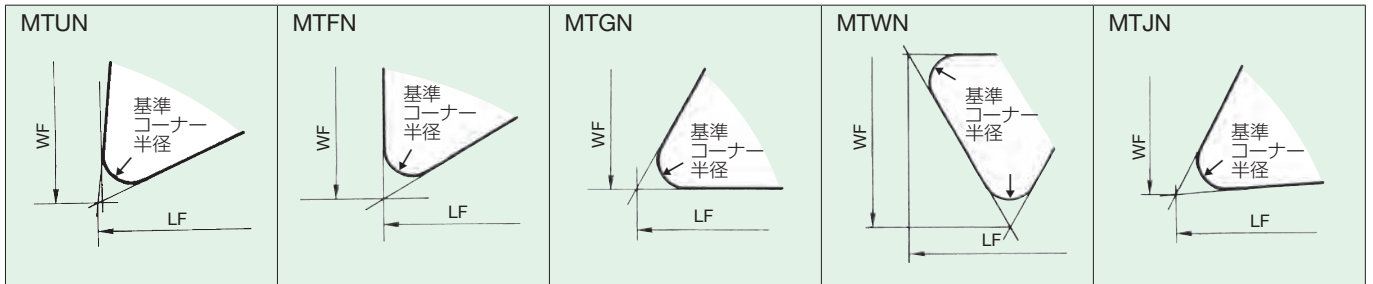 MTUN
基準
コーナー
半径
WF
LF
MTFN
基準
コーナー
半径
WF
LF
MTGN
基準
コーナー
半径
WF
LF
MTWN
基準
コーナー
半径
WF
LF
MTJN
基準
コーナー
半径
WF
LF